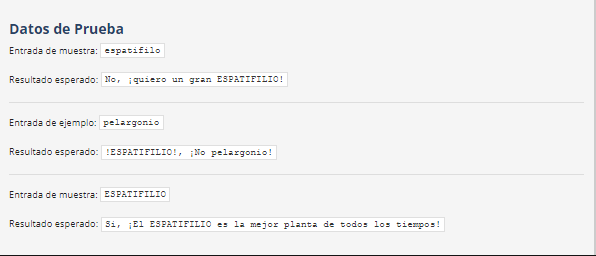 Datos de Prueba
Entrada de muestra: espatifilo
Resultado esperado: No, ¡quiero un gran ESPATIFILIO!
Entrada de ejemplo: pelargonio
Resultado esperado: !ESPATIFILIO!, ¡No pelargonio!
Entrada de muestra: ESPATIFILIO
Resultado esperado: Si, ¡El ESPATIFILIO es la mejor planta de todos los tiempos!